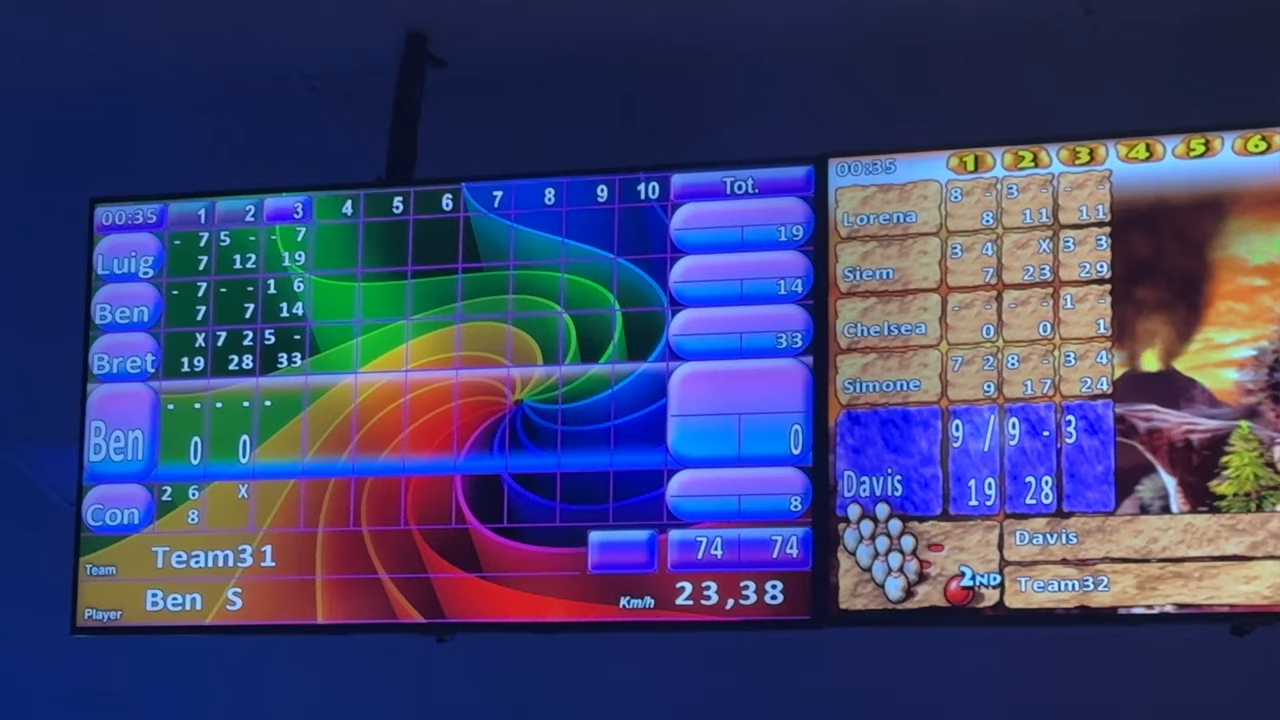 00:35 1 2 3 4 5 6 7 8 9 10 Tot.
- 7 5 - - 7
Luig 7 12 19 19
- 7 - - 1 6
Ben 7 7 14 14
X 7 2 5 -
Bret 19 28 33 33
- - - - -
Ben 0 0 0
2 6 X
Con 8 8
Team Team31 74 74
Player Ben S Km/h 23,38
00:35 1 2 3 4 5 6
8 - 3 - - -
Lorena 8 11 11
3 4 X 3 3
Siem 7 23 29
- - - - 1 -
Chelsea 0 0 1
7 2 8 - 3 4
Simone 9 17 24
9 / 9 - 3
Davis 19 28
Davis
2ND Team32